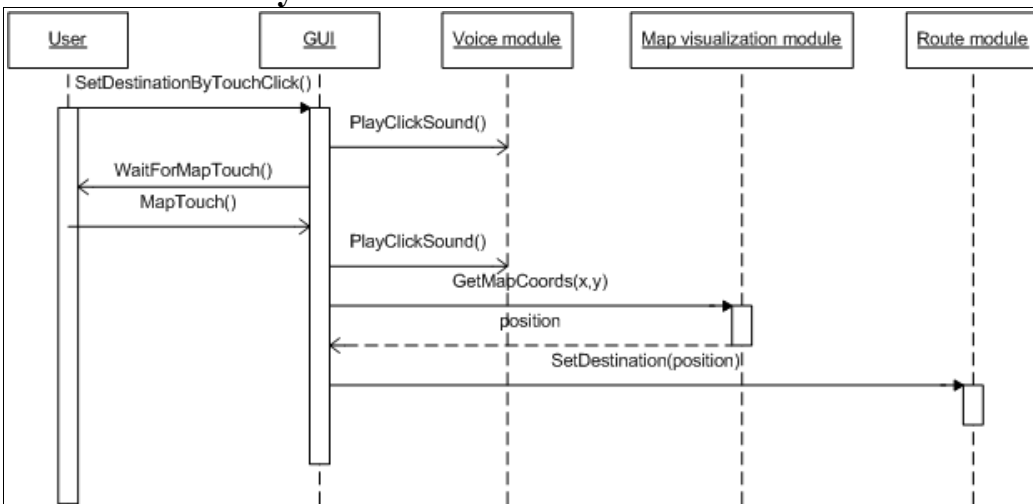 User
GUI
Voice module
Map visualization module
Route module
SetDestinationByTouchClick()
PlayClickSound()
WaitForMapTouch()
MapTouch()
PlayClickSound()
GetMapCoords(x,y)
position
SetDestination(position)